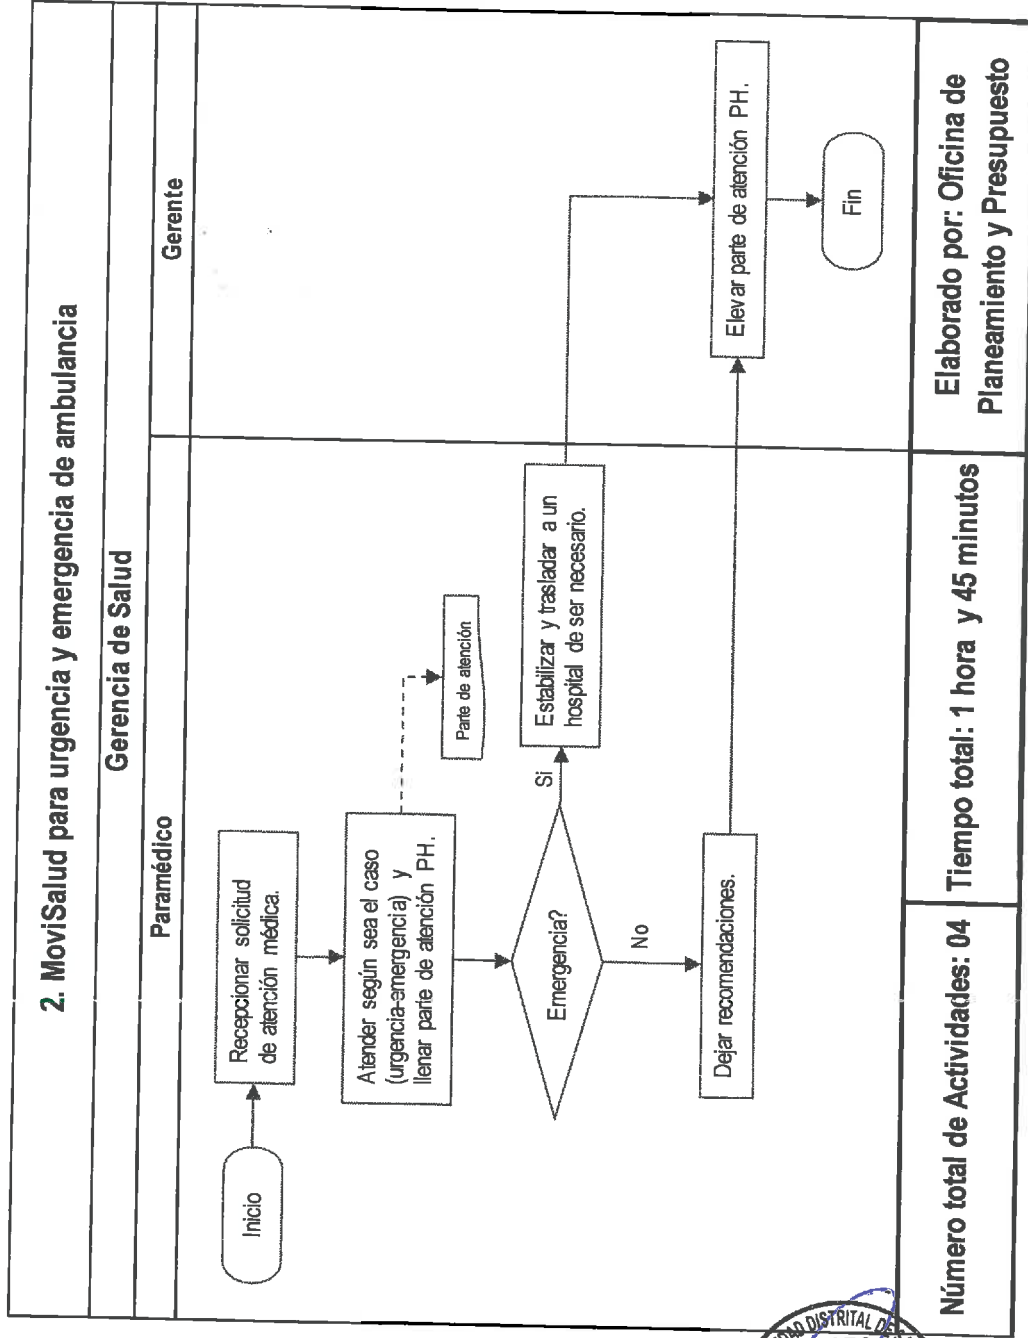 2. MoviSalud para urgencia y emergencia de ambulancia
Gerencia de Salud
Paramédico
Gerente
Inicio
Recepcionar solicitud
de atención médica.
Atender según sea el caso
(urgencia-emergencia) y
llenar parte de atención PH.
Parte de atención
Emergencia?
Si
Estabilizar y trasladar a un
hospital de ser necesario.
No
Dejar recomendaciones.
Elevar parte de atención PH.
Fin
Número total de Actividades: 04
Tiempo total: 1 hora y 45 minutos
Elaborado por: Oficina de
Planeamiento y Presupuesto
DISTRITAL DE